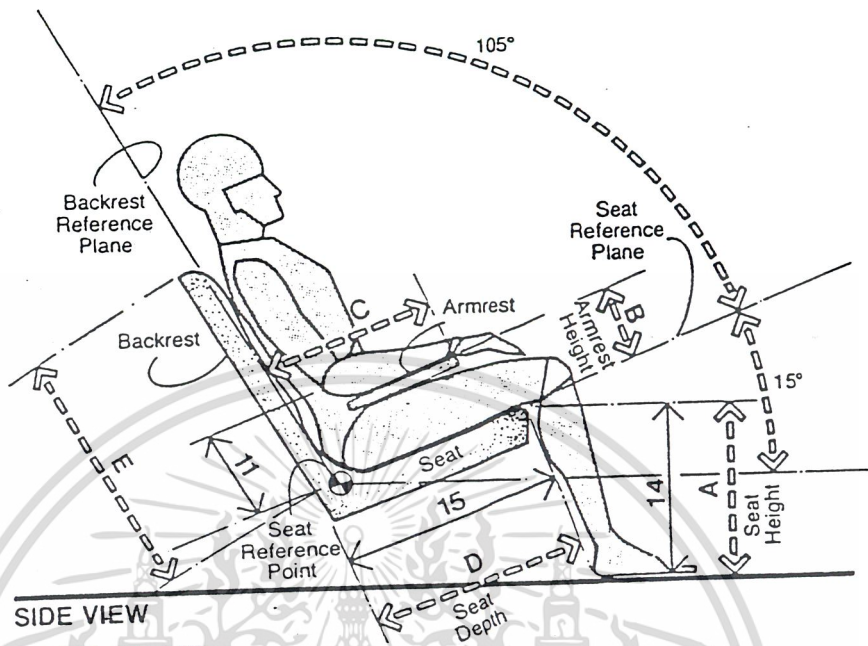 105°
Backrest
Reference
Plane
Seat
Reference
Plane
C
Armrest
B
Armrest
Height
Backrest
15°
E
11
Seat
15
14
A
Seat
Height
Seat
Reference
Point
D
Seat
Depth
SIDE VIEW